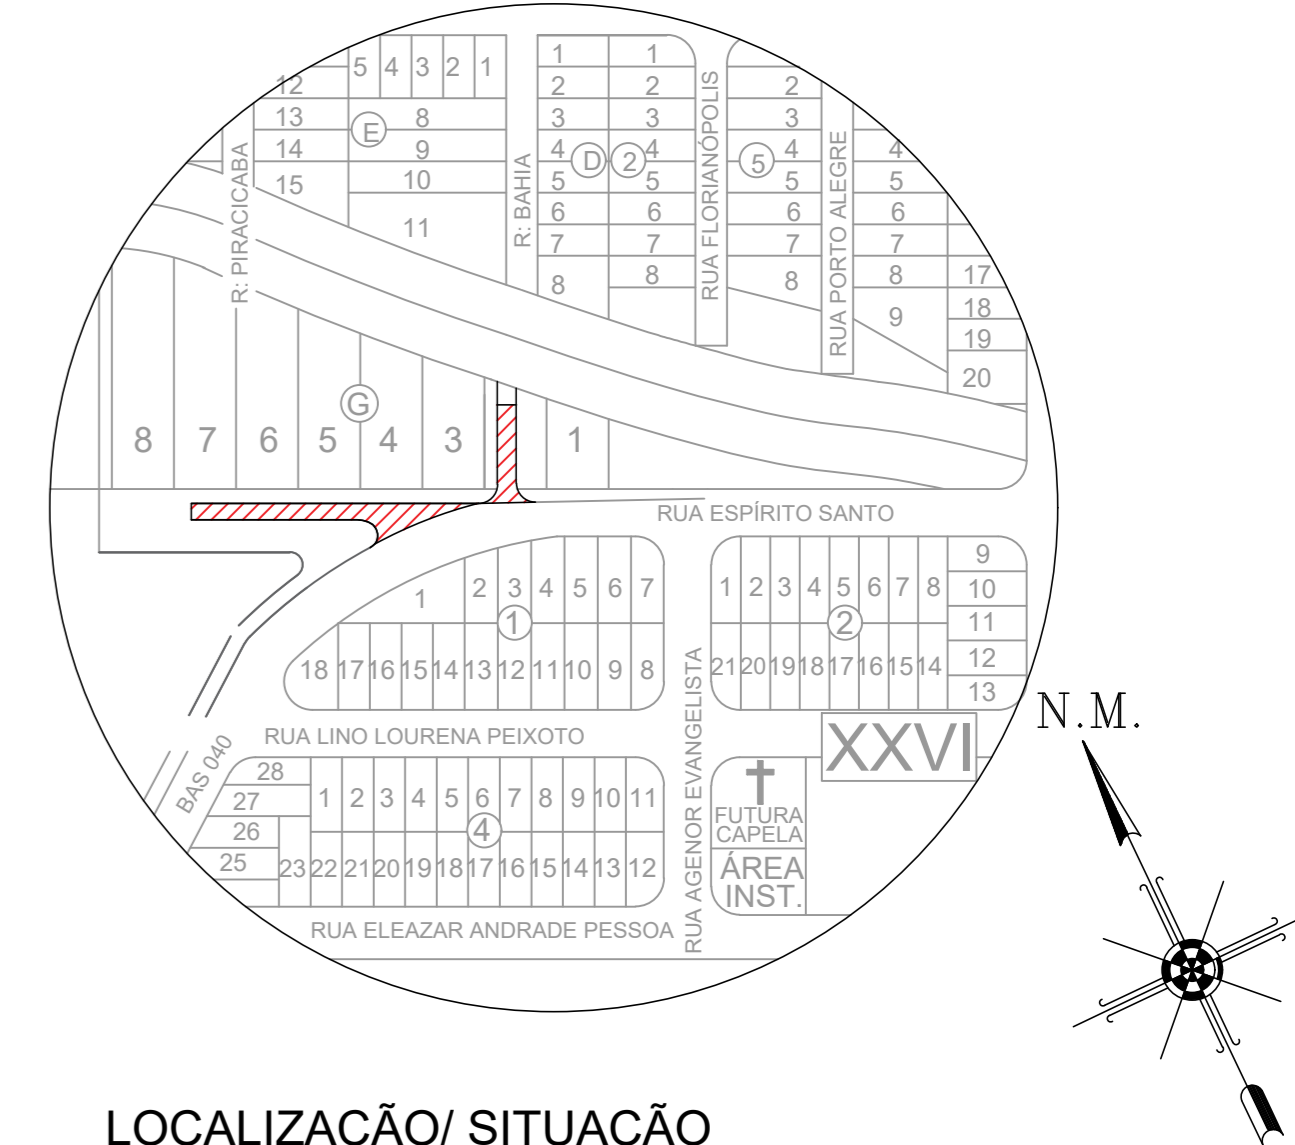 5 4 3 2 1
1 1
12
2 2 2
13 8
3 3 3
E
14 9
4 D 2 4 5 4 4
15 10
5 5 5 5
6 6 6 6
11
7 7 7 7
8 8 8 8 17
9 18
19
20
R: PIRACICABA
R: BAHIA
RUA FLORIANÓPOLIS
RUA PORTO ALEGRE
G
8 7 6 5 4 3 1
RUA ESPÍRITO SANTO
1 2 3 4 5 6 7
1
18 17 16 15 14 13 12 11 10 9 8
1 2 3 4 5 6 7 8 9
10
2 11
21 20 19 18 17 16 15 14 12
13
RUA AGENOR EVANGELISTA
RUA LINO LOURENA PEIXOTO
XXVI
N.M.
BAS 040
28
27
26
25
1 2 3 4 5 6 7 8 9 10 11
4
23 22 21 20 19 18 17 16 15 14 13 12
FUTURA
CAPELA
ÁREA
INST.
RUA ELEAZAR ANDRADE PESSOA
LOCALIZAÇÃO/ SITUAÇÃO